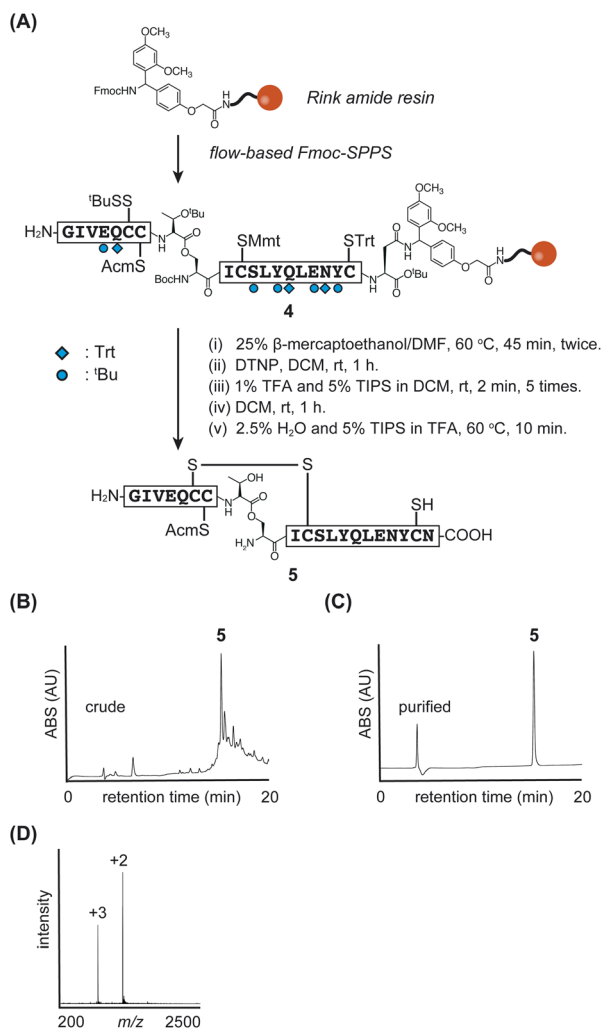 (A)
OCH₃
OCH₃
FmocHN
O
O
H
N
Rink amide resin
flow-based Fmoc-SPPS
ᵗBuSS
H₂N-GIVEQCC
AcmS
N
H
OᵗBu
O
O
BocHN
O
SMmt
STrt
ICSLYQLENYC
N
H
O
HN
OᵗBu
O
OCH₃
OCH₃
O
O
H
N
4
: Trt
: ᵗBu
(i) 25% β-mercaptoethanol/DMF, 60 °C, 45 min, twice.
(ii) DTNP, DCM, rt, 1 h.
(iii) 1% TFA and 5% TIPS in DCM, rt, 2 min, 5 times.
(iv) DCM, rt, 1 h.
(v) 2.5% H₂O and 5% TIPS in TFA, 60 °C, 10 min.
S
S
H₂N-GIVEQCC
AcmS
N
H
OH
O
O
H₂N
O
SH
ICSLYQLENYCN-COOH
5
(B)
5
ABS (AU)
crude
0 retention time (min) 20
(C)
5
ABS (AU)
purified
0 retention time (min) 20
(D)
+2
+3
intensity
200 m/z 2500